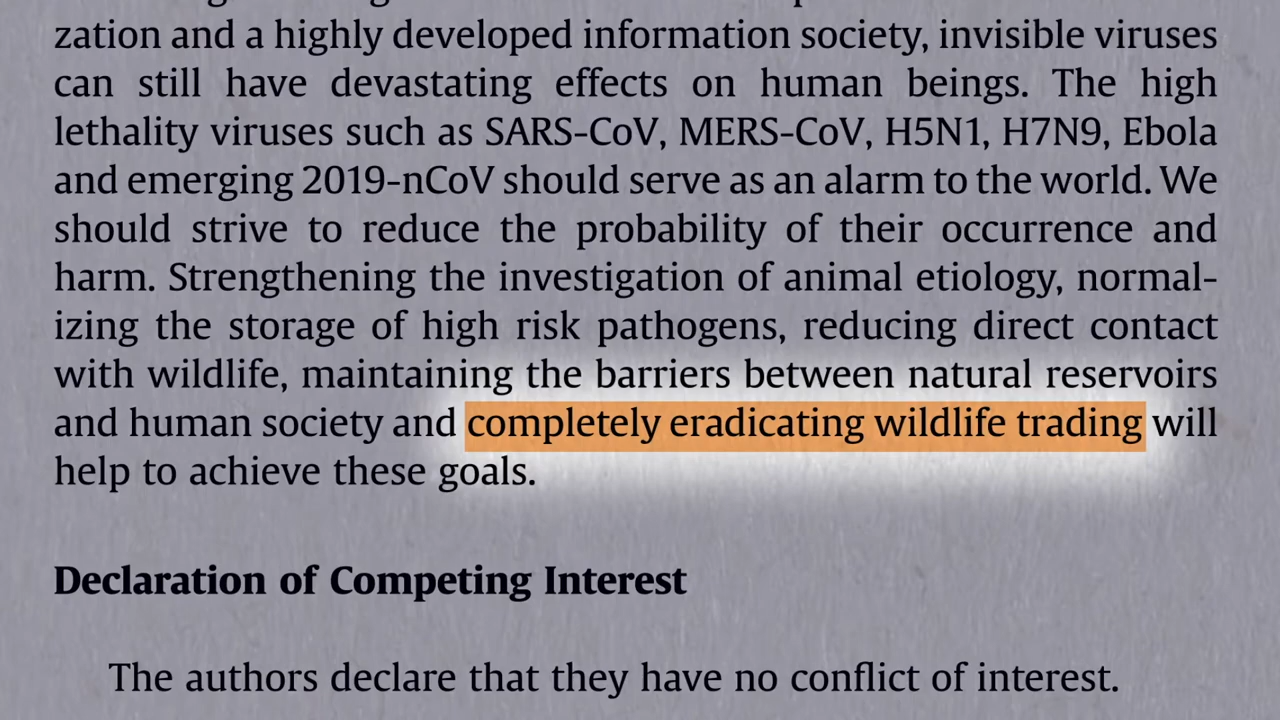 zation and a highly developed information society, invisible viruses
can still have devastating effects on human beings. The high
lethality viruses such as SARS-CoV, MERS-CoV, H5N1, H7N9, Ebola
and emerging 2019-nCoV should serve as an alarm to the world. We
should strive to reduce the probability of their occurrence and
harm. Strengthening the investigation of animal etiology, normal-
izing the storage of high risk pathogens, reducing direct contact
with wildlife, maintaining the barriers between natural reservoirs
and human society and completely eradicating wildlife trading will
help to achieve these goals.
Declaration of Competing Interest
The authors declare that they have no conflict of interest.